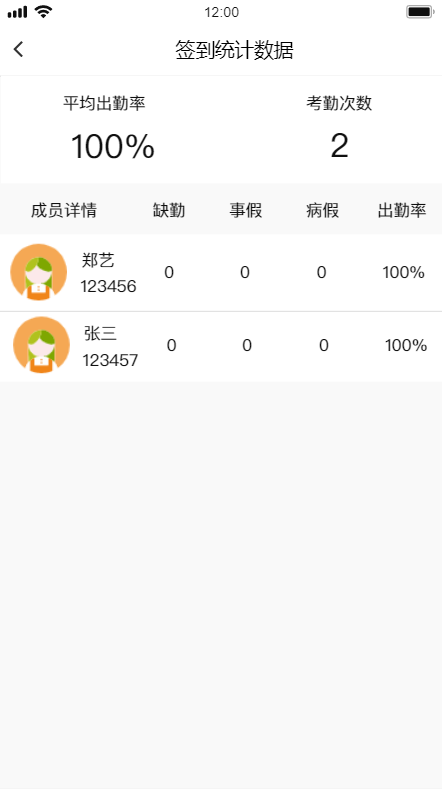 12:00
签到统计数据
平均出勤率 考勤次数
100% 2
成员详情 缺勤 事假 病假 出勤率
郑艺
123456 0 0 0 100%
张三
123457 0 0 0 100%